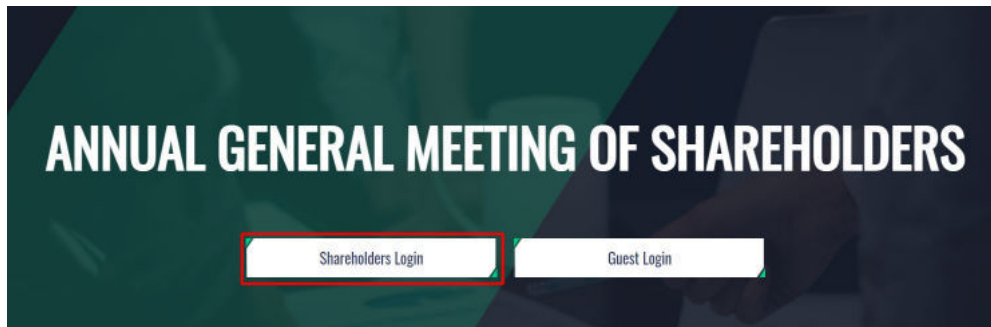 ANNUAL GENERAL MEETING OF SHAREHOLDERS
Shareholders Login
Guest Login